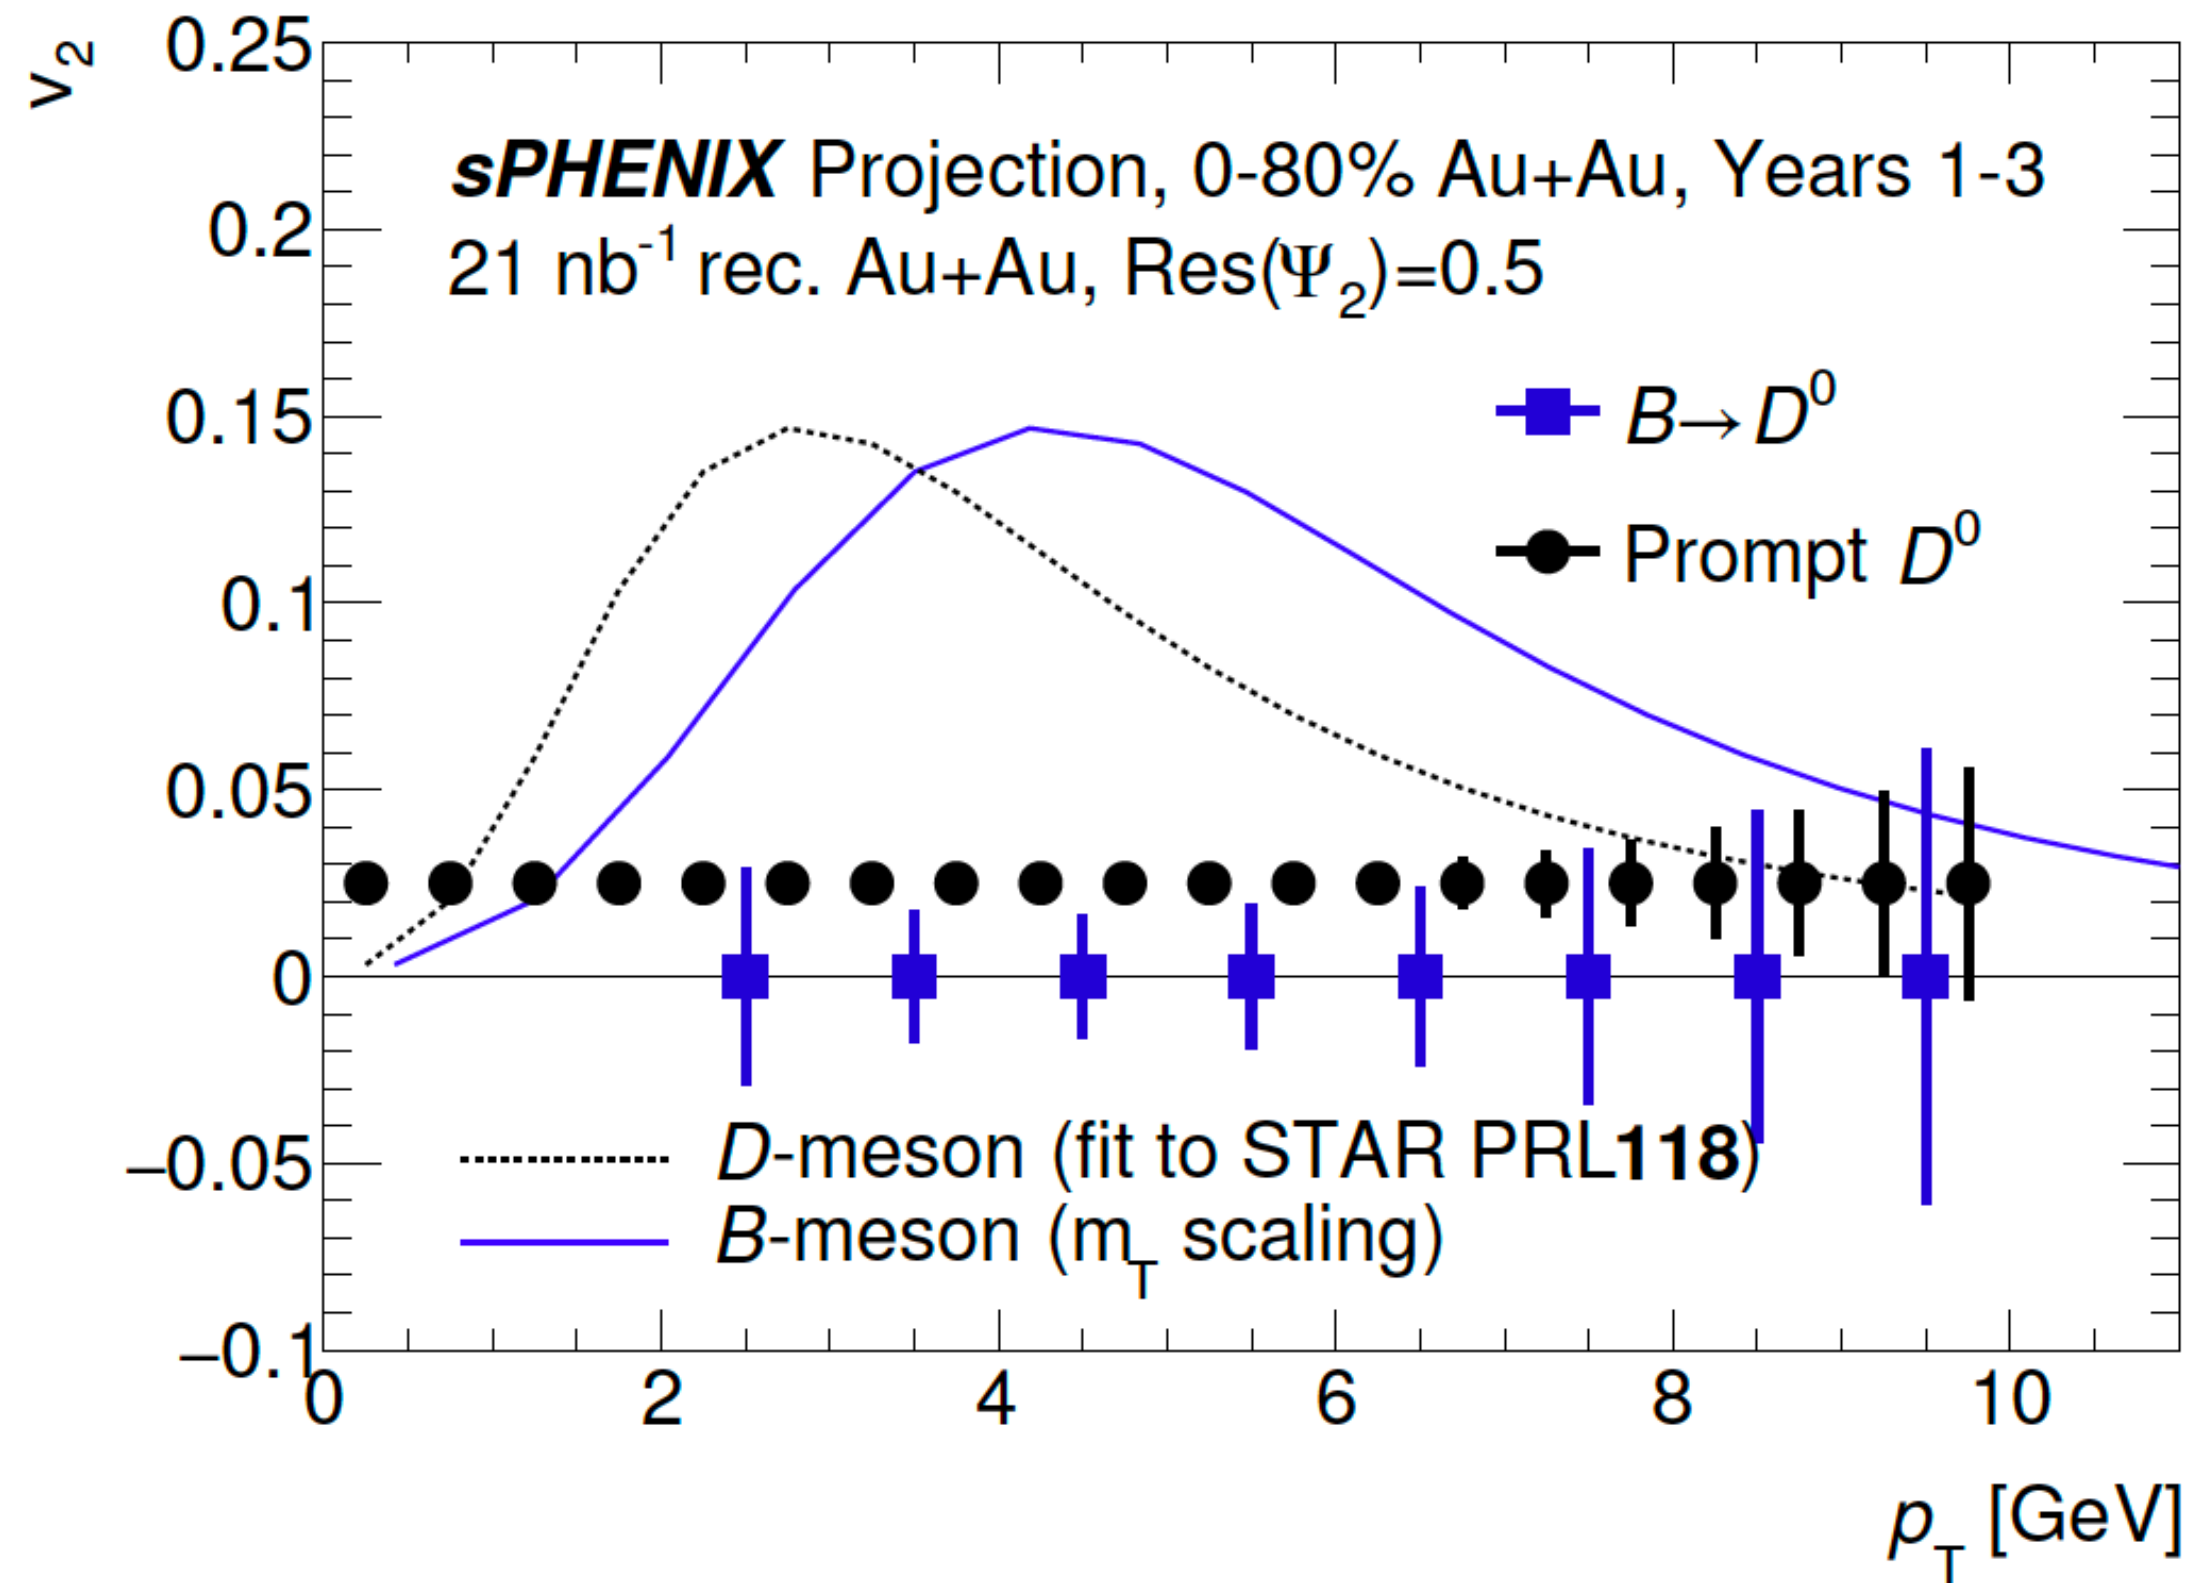 v₂
0.25
0.2
0.15
0.1
0.05
0
−0.05
−0.1
sPHENIX Projection, 0-80% Au+Au, Years 1-3
21 nb⁻¹ rec. Au+Au, Res(Ψ₂)=0.5
B→D⁰
Prompt D⁰
D-meson (fit to STAR PRL118)
B-meson (m_T scaling)
0 2 4 6 8 10
p_T [GeV]